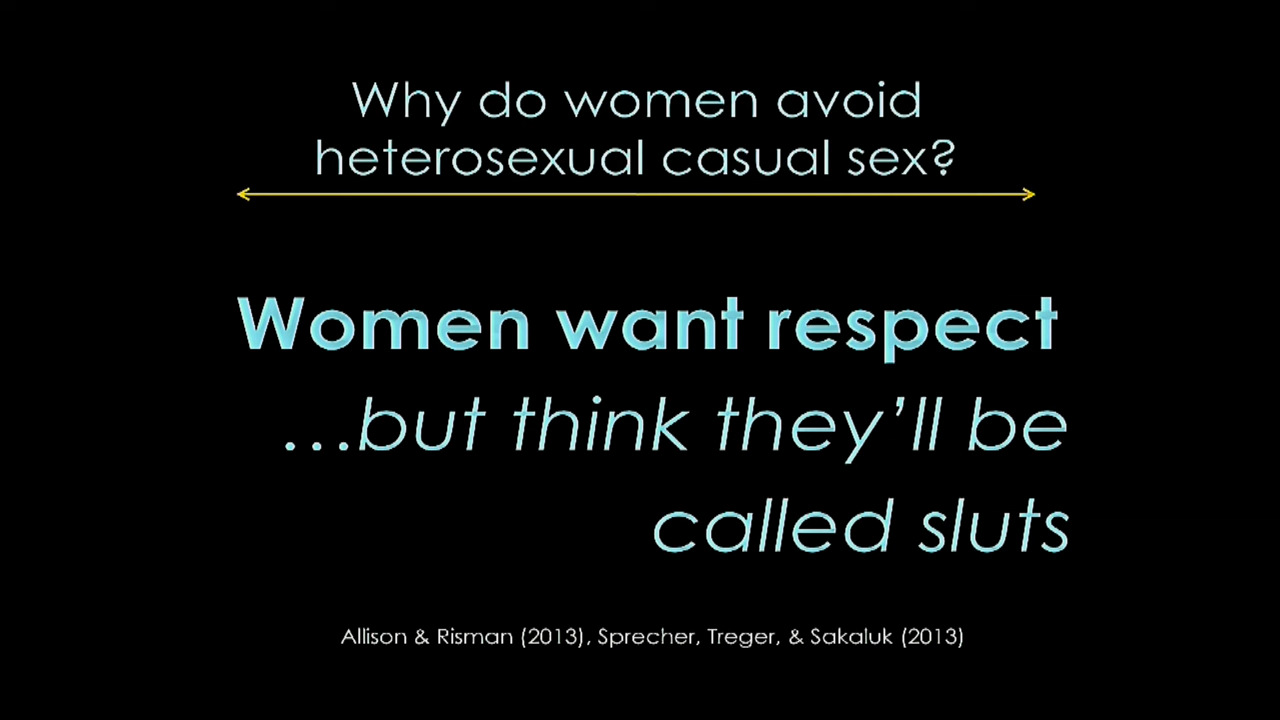 Why do women avoid
heterosexual casual sex?
Women want respect
…but think they’ll be
called sluts
Allison & Risman (2013), Sprecher, Treger, & Sakaluk (2013)